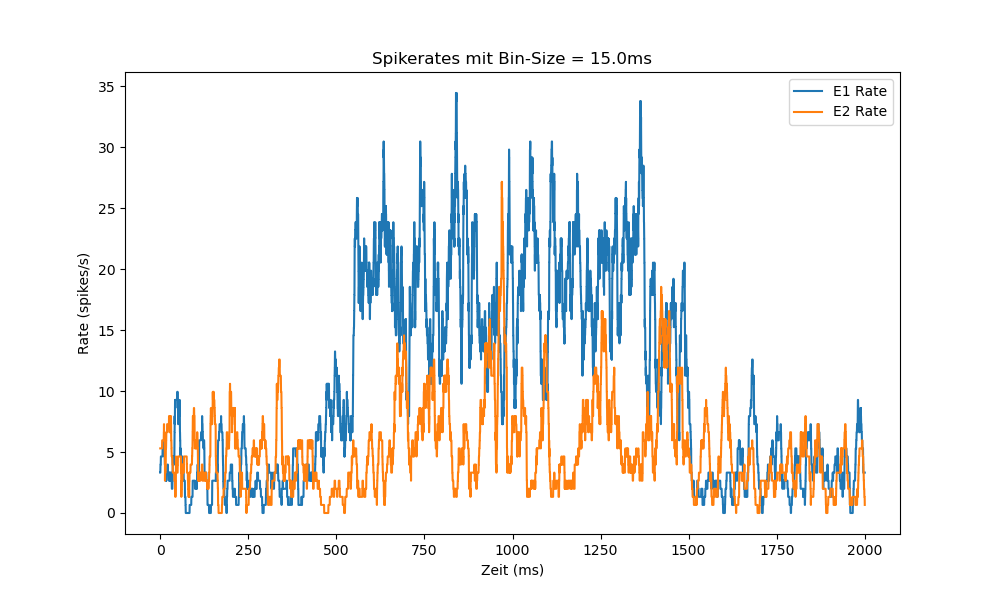 Spikerates mit Bin-Size = 15.0ms
E1 Rate
E2 Rate
Rate (spikes/s)
35
30
25
20
15
10
5
0
0 250 500 750 1000 1250 1500 1750 2000
Zeit (ms)